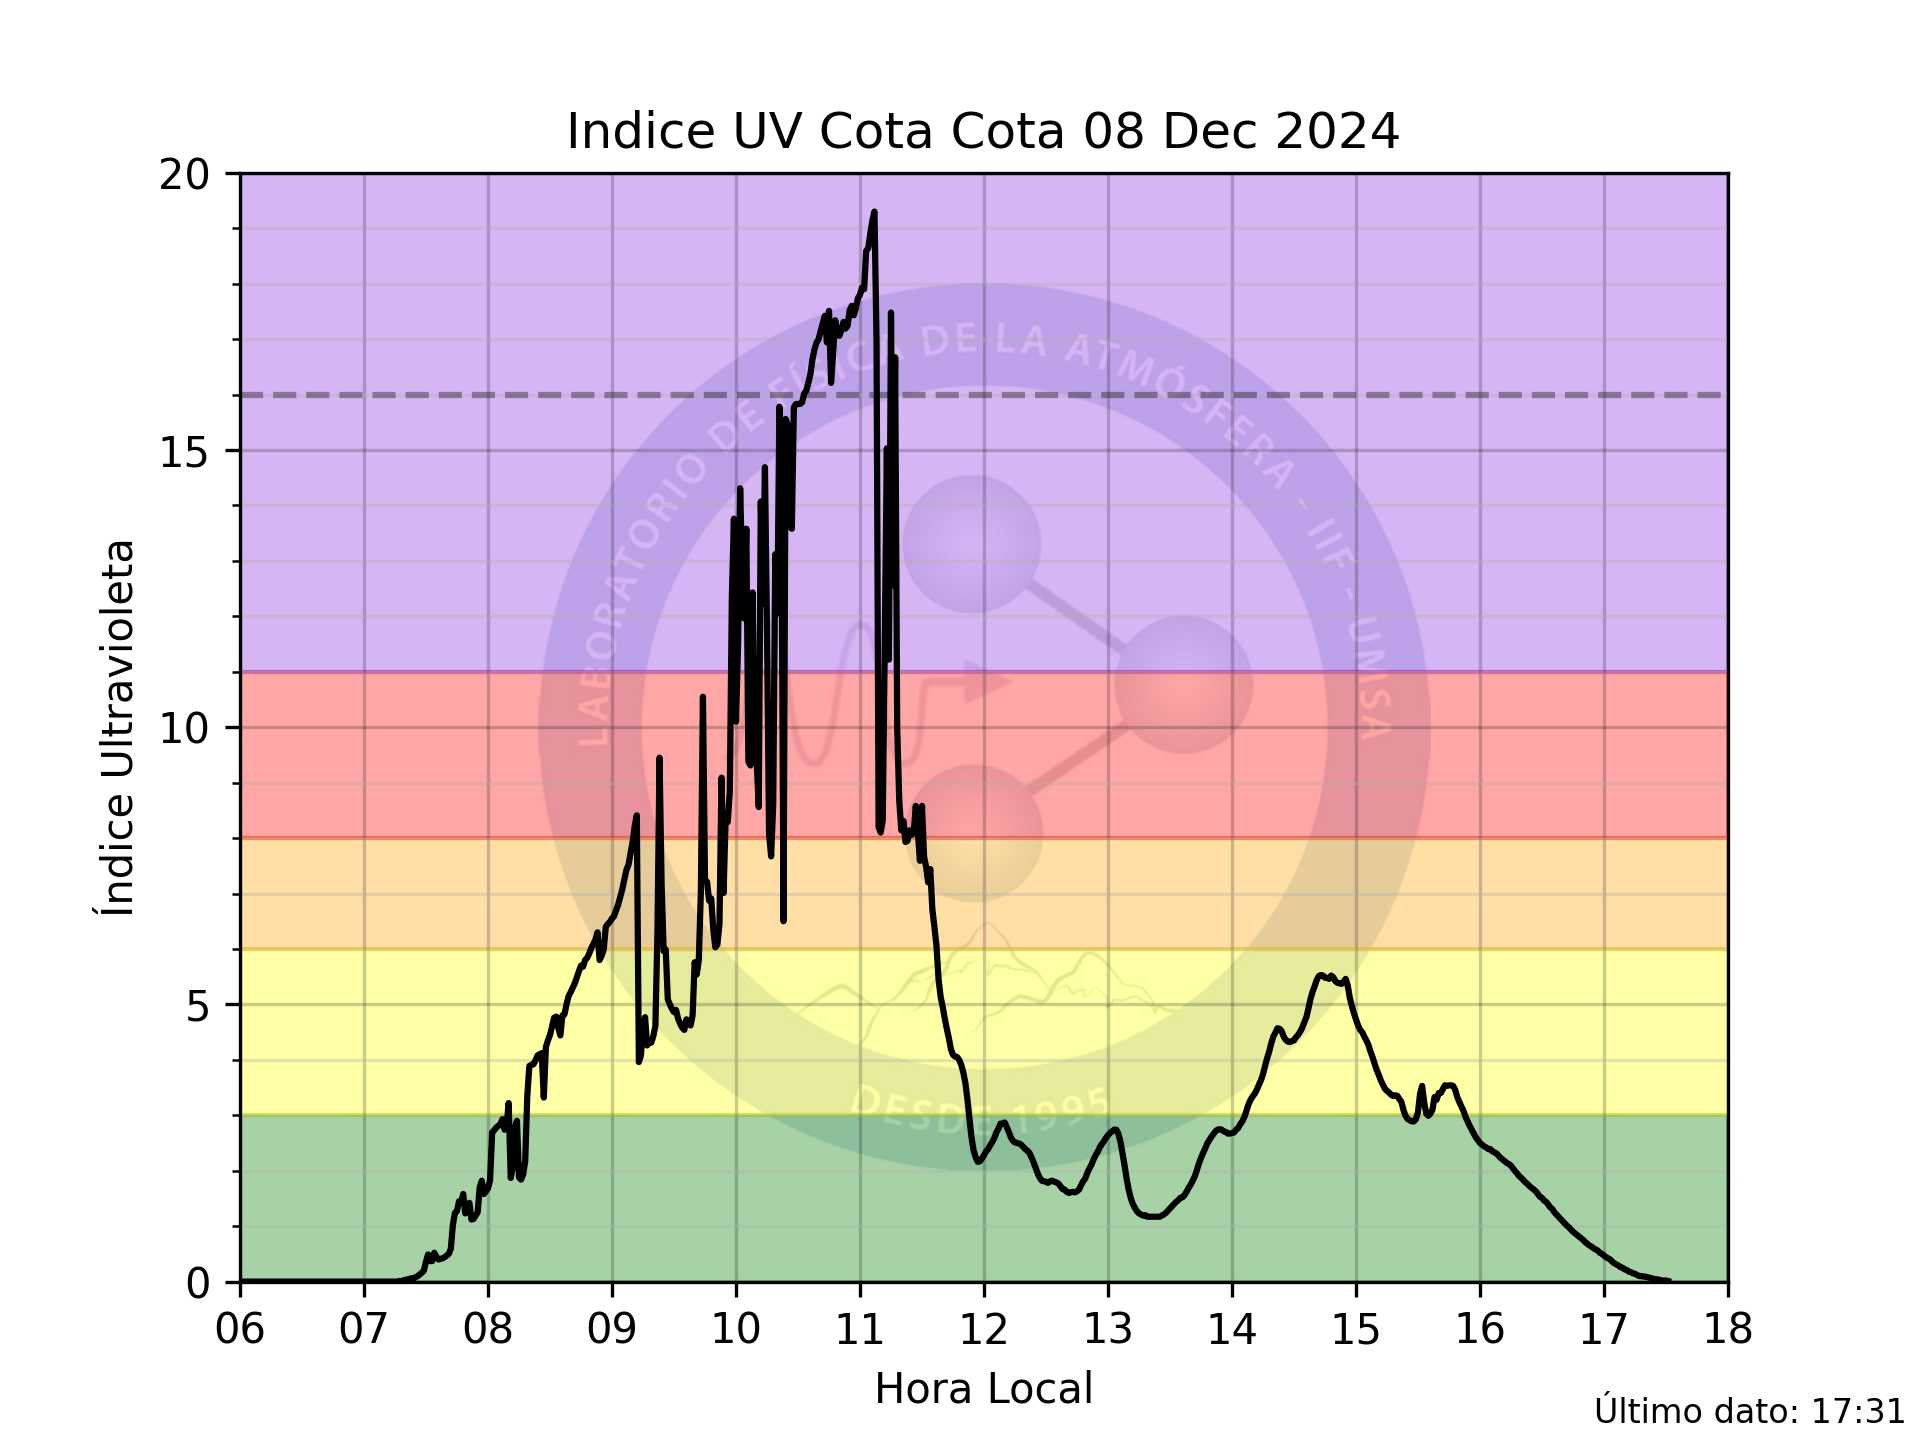 Indice UV Cota Cota 08 Dec 2024
20
15
10
5
0
Índice Ultravioleta
LABORATORIO DE FÍSICA DE LA ATMÓSFERA - IIF - UMSA
DESDE 1995
06 07 08 09 10 11 12 13 14 15 16 17 18
Hora Local
Último dato: 17:31